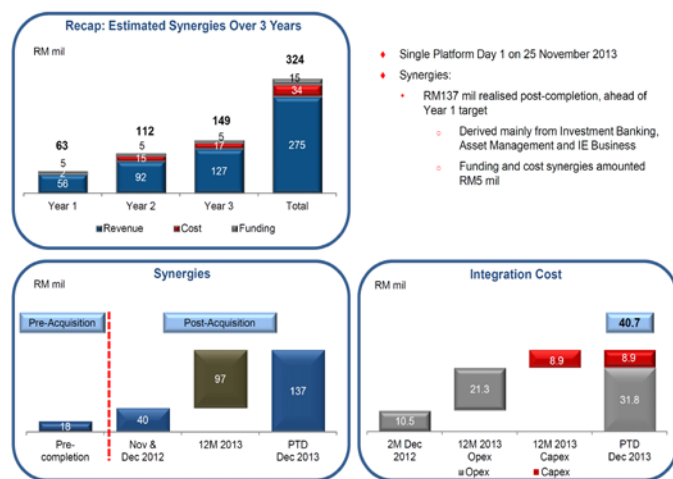 Recap: Estimated Synergies Over 3 Years
RM mil
324
15
34
275
149
5
17
127
112
5
15
92
63
5
2
56
Year 1 Year 2 Year 3 Total
Revenue Cost Funding
Single Platform Day 1 on 25 November 2013
Synergies:
RM137 mil realised post-completion, ahead of
Year 1 target
Derived mainly from Investment Banking,
Asset Management and IE Business
Funding and cost synergies amounted
RM5 mil
Synergies
RM mil
Pre-Acquisition Post-Acquisition
18 40 97 137
Pre-
completion
Nov &
Dec 2012
12M 2013
PTD
Dec 2013
Integration Cost
RM mil
40.7
8.9 8.9
21.3
31.8
10.5
2M Dec
2012
12M 2013
Opex
12M 2013
Capex
PTD
Dec 2013
Opex Capex